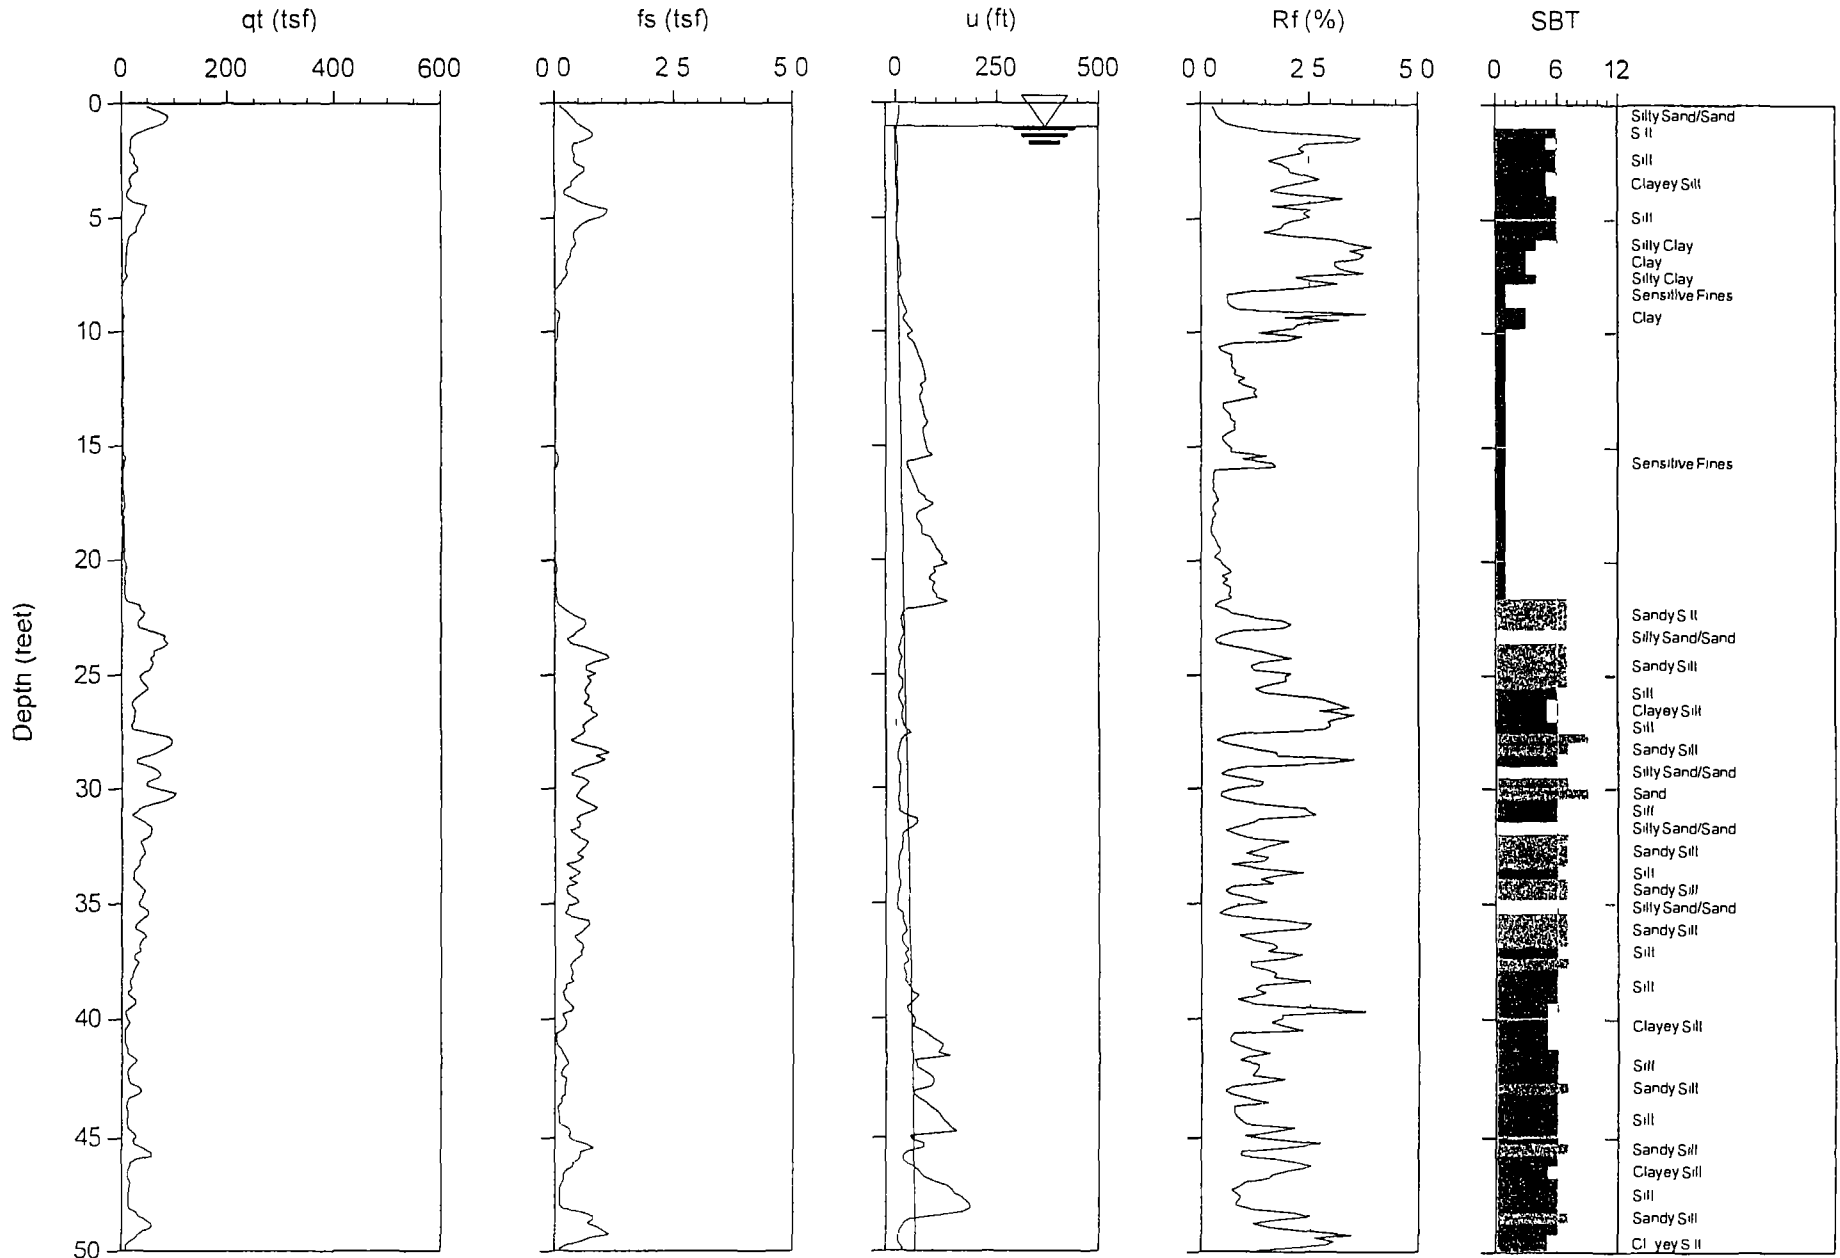 qt (tsf)
fs (tsf)
u (ft)
Rf (%)
SBT
0 200 400 600
0 0 2 5 5 0
0 250 500
0 0 2 5 5 0
0 6 12
Depth (feet)
0
5
10
15
20
25
30
35
40
45
50
Silty Sand/Sand
Silt
Silt
Clayey Silt
Silt
Silty Clay
Clay
Silty Clay
Sensitive Fines
Clay
Sensitive Fines
Sandy Silt
Silty Sand/Sand
Sandy Silt
Silt
Clayey Silt
Silt
Sandy Silt
Silty Sand/Sand
Sand
Silt
Silty Sand/Sand
Sandy Silt
Silt
Sandy Silt
Silty Sand/Sand
Sandy Silt
Silt
Silt
Clayey Silt
Silt
Sandy Silt
Silt
Sandy Silt
Clayey Silt
Silt
Sandy Silt
Clayey Silt